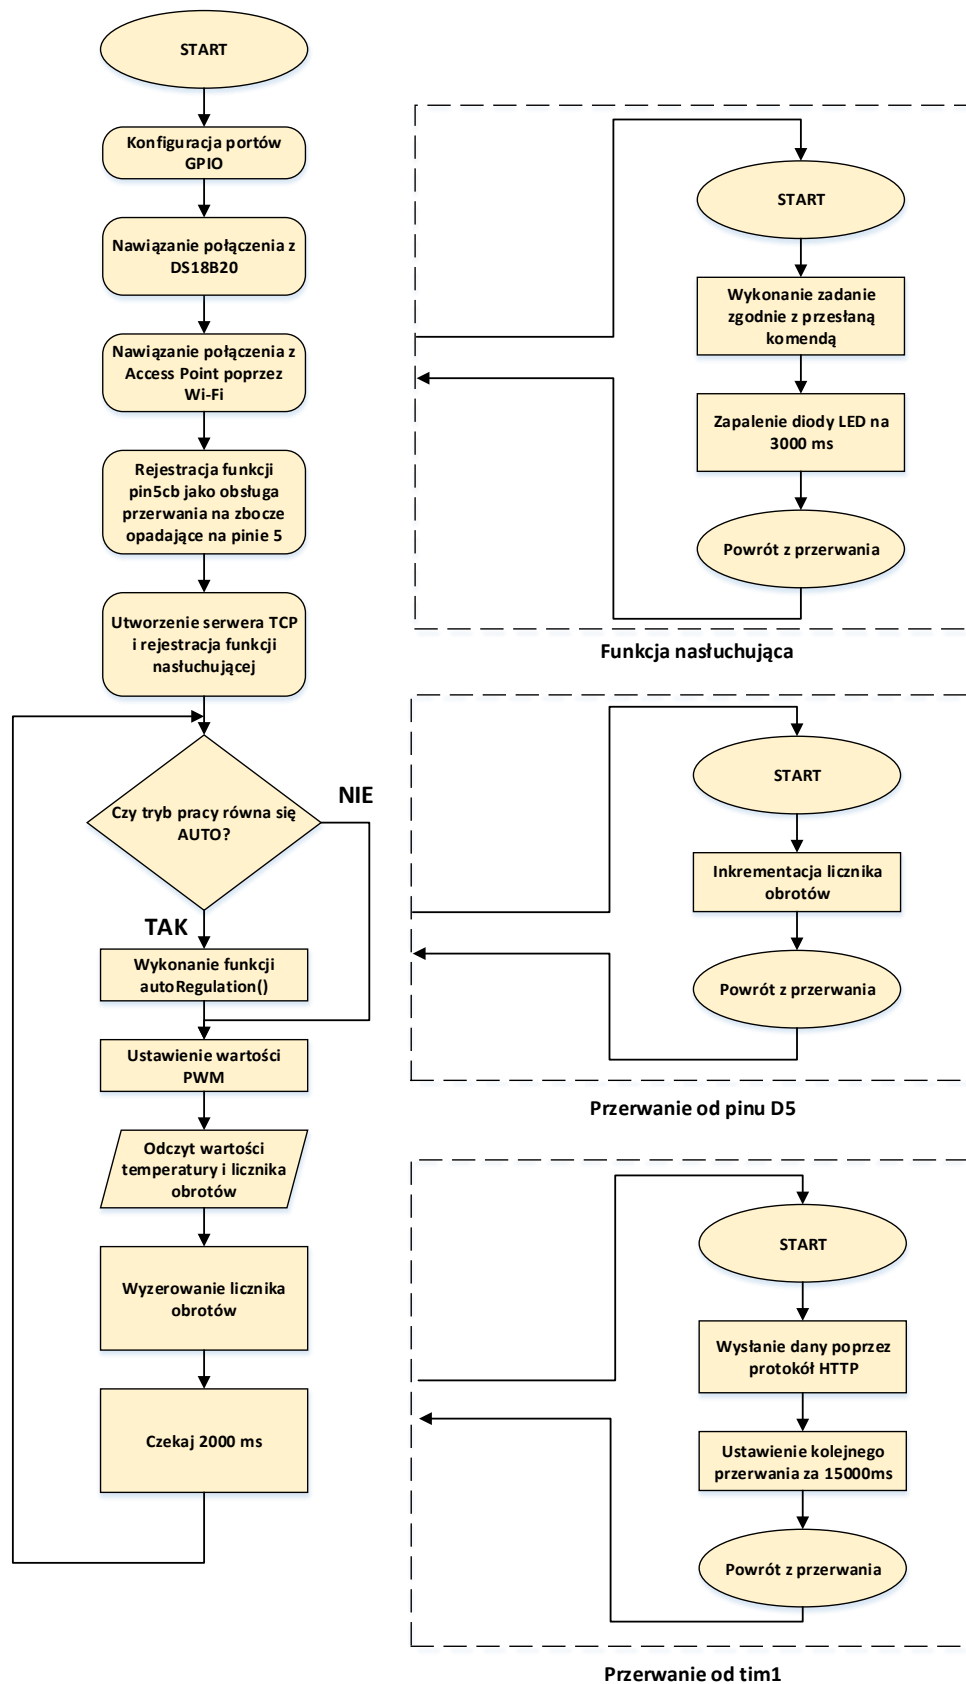 START
Konfiguracja portów
GPIO
Nawiązanie połączenia z
DS18B20
Nawiązanie połączenia z
Access Point poprzez
Wi-Fi
Rejestracja funkcji
pin5cb jako obsługa
przerwania na zbocze
opadające na pinie 5
Utworzenie serwera TCP
i rejestracja funkcji
nasłuchującej
Czy tryb pracy równa się
AUTO?
NIE
TAK
Wykonanie funkcji
autoRegulation()
Ustawienie wartości
PWM
Odczyt wartości
temperatury i licznika
obrotów
Wyzerowanie licznika
obrotów
Czekaj 2000 ms
START
Wykonanie zadanie
zgodnie z przesłaną
komendą
Zapalenie diody LED na
3000 ms
Powrót z przerwania
Funkcja nasłuchująca
START
Inkrementacja licznika
obrotów
Powrót z przerwania
Przerwanie od pinu D5
START
Wysłanie dany poprzez
protokół HTTP
Ustawienie kolejnego
przerwania za 15000ms
Powrót z przerwania
Przerwanie od tim1